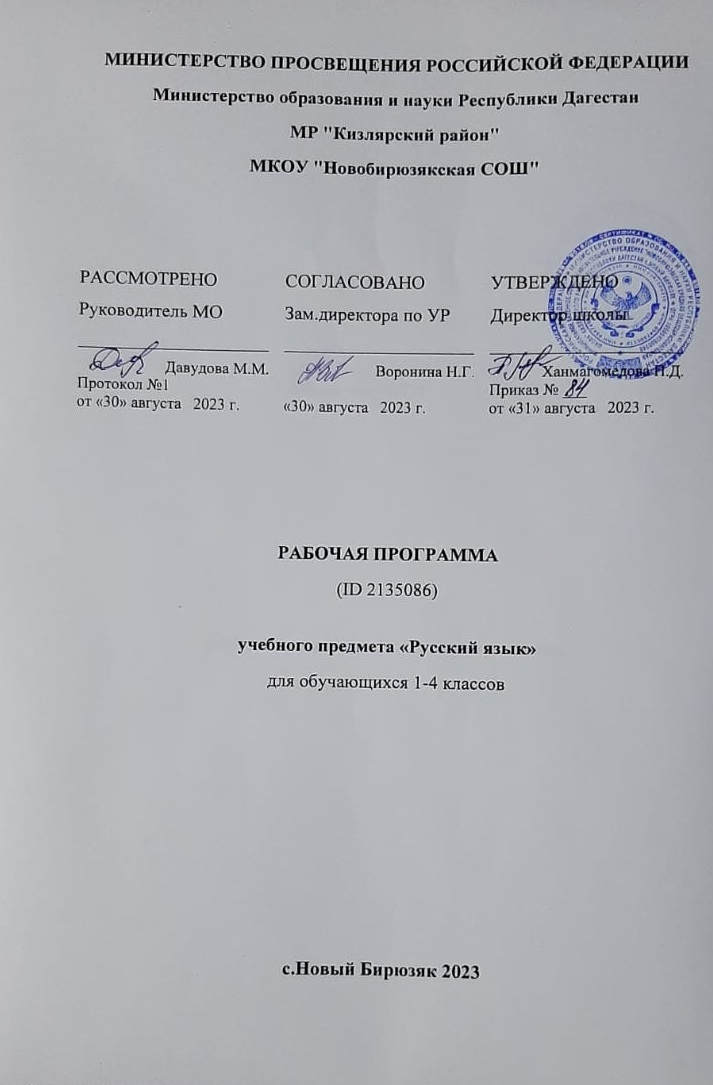 МИНИСТЕРСТВО ПРОСВЕЩЕНИЯ РОССИЙСКОЙ ФЕДЕРАЦИИ
Министерство образования и науки Республики Дагестан
МР "Кизлярский район"
МКОУ "Новобирюзякская СОШ"
РАССМОТРЕНО
Руководитель МО
Давудова М.М.
Протокол №1
от «30» августа 2023 г.
СОГЛАСОВАНО
Зам.директора по УР
Воронина Н.Г.
«30» августа 2023 г.
УТВЕРЖДЕНО
Директор школы
Ханмагомедова Н.Д.
Приказ № 84
от «31» августа 2023 г.
РАБОЧАЯ ПРОГРАММА
(ID 2135086)
учебного предмета «Русский язык»
для обучающихся 1-4 классов
с.Новый Бирюзяк 2023